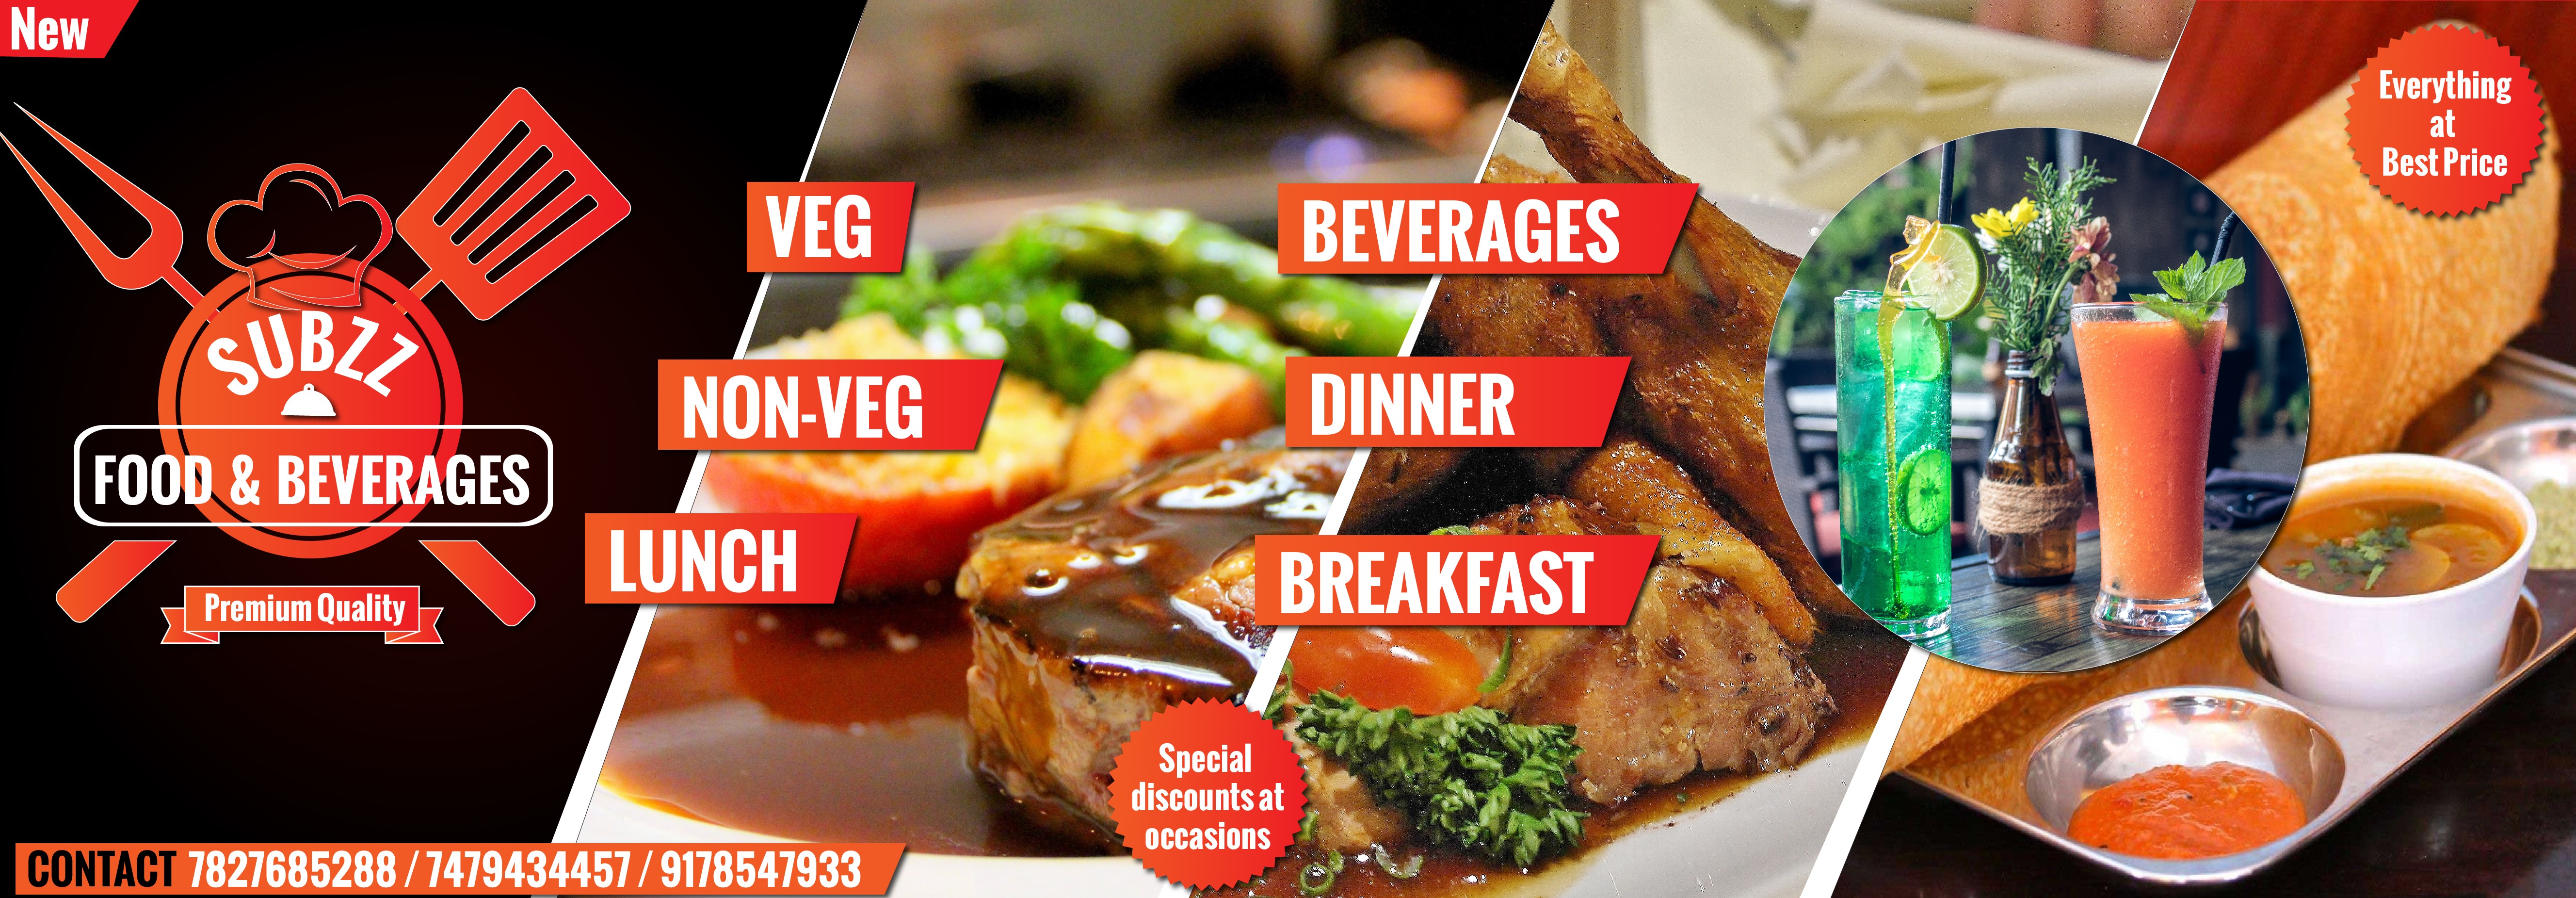 New
SUBZZ
FOOD & BEVERAGES
Premium Quality
CONTACT 7827685288 / 7479434457 / 9178547933
VEG
NON-VEG
LUNCH
BEVERAGES
DINNER
BREAKFAST
Special
discounts at
occasions
Everything
at
Best Price